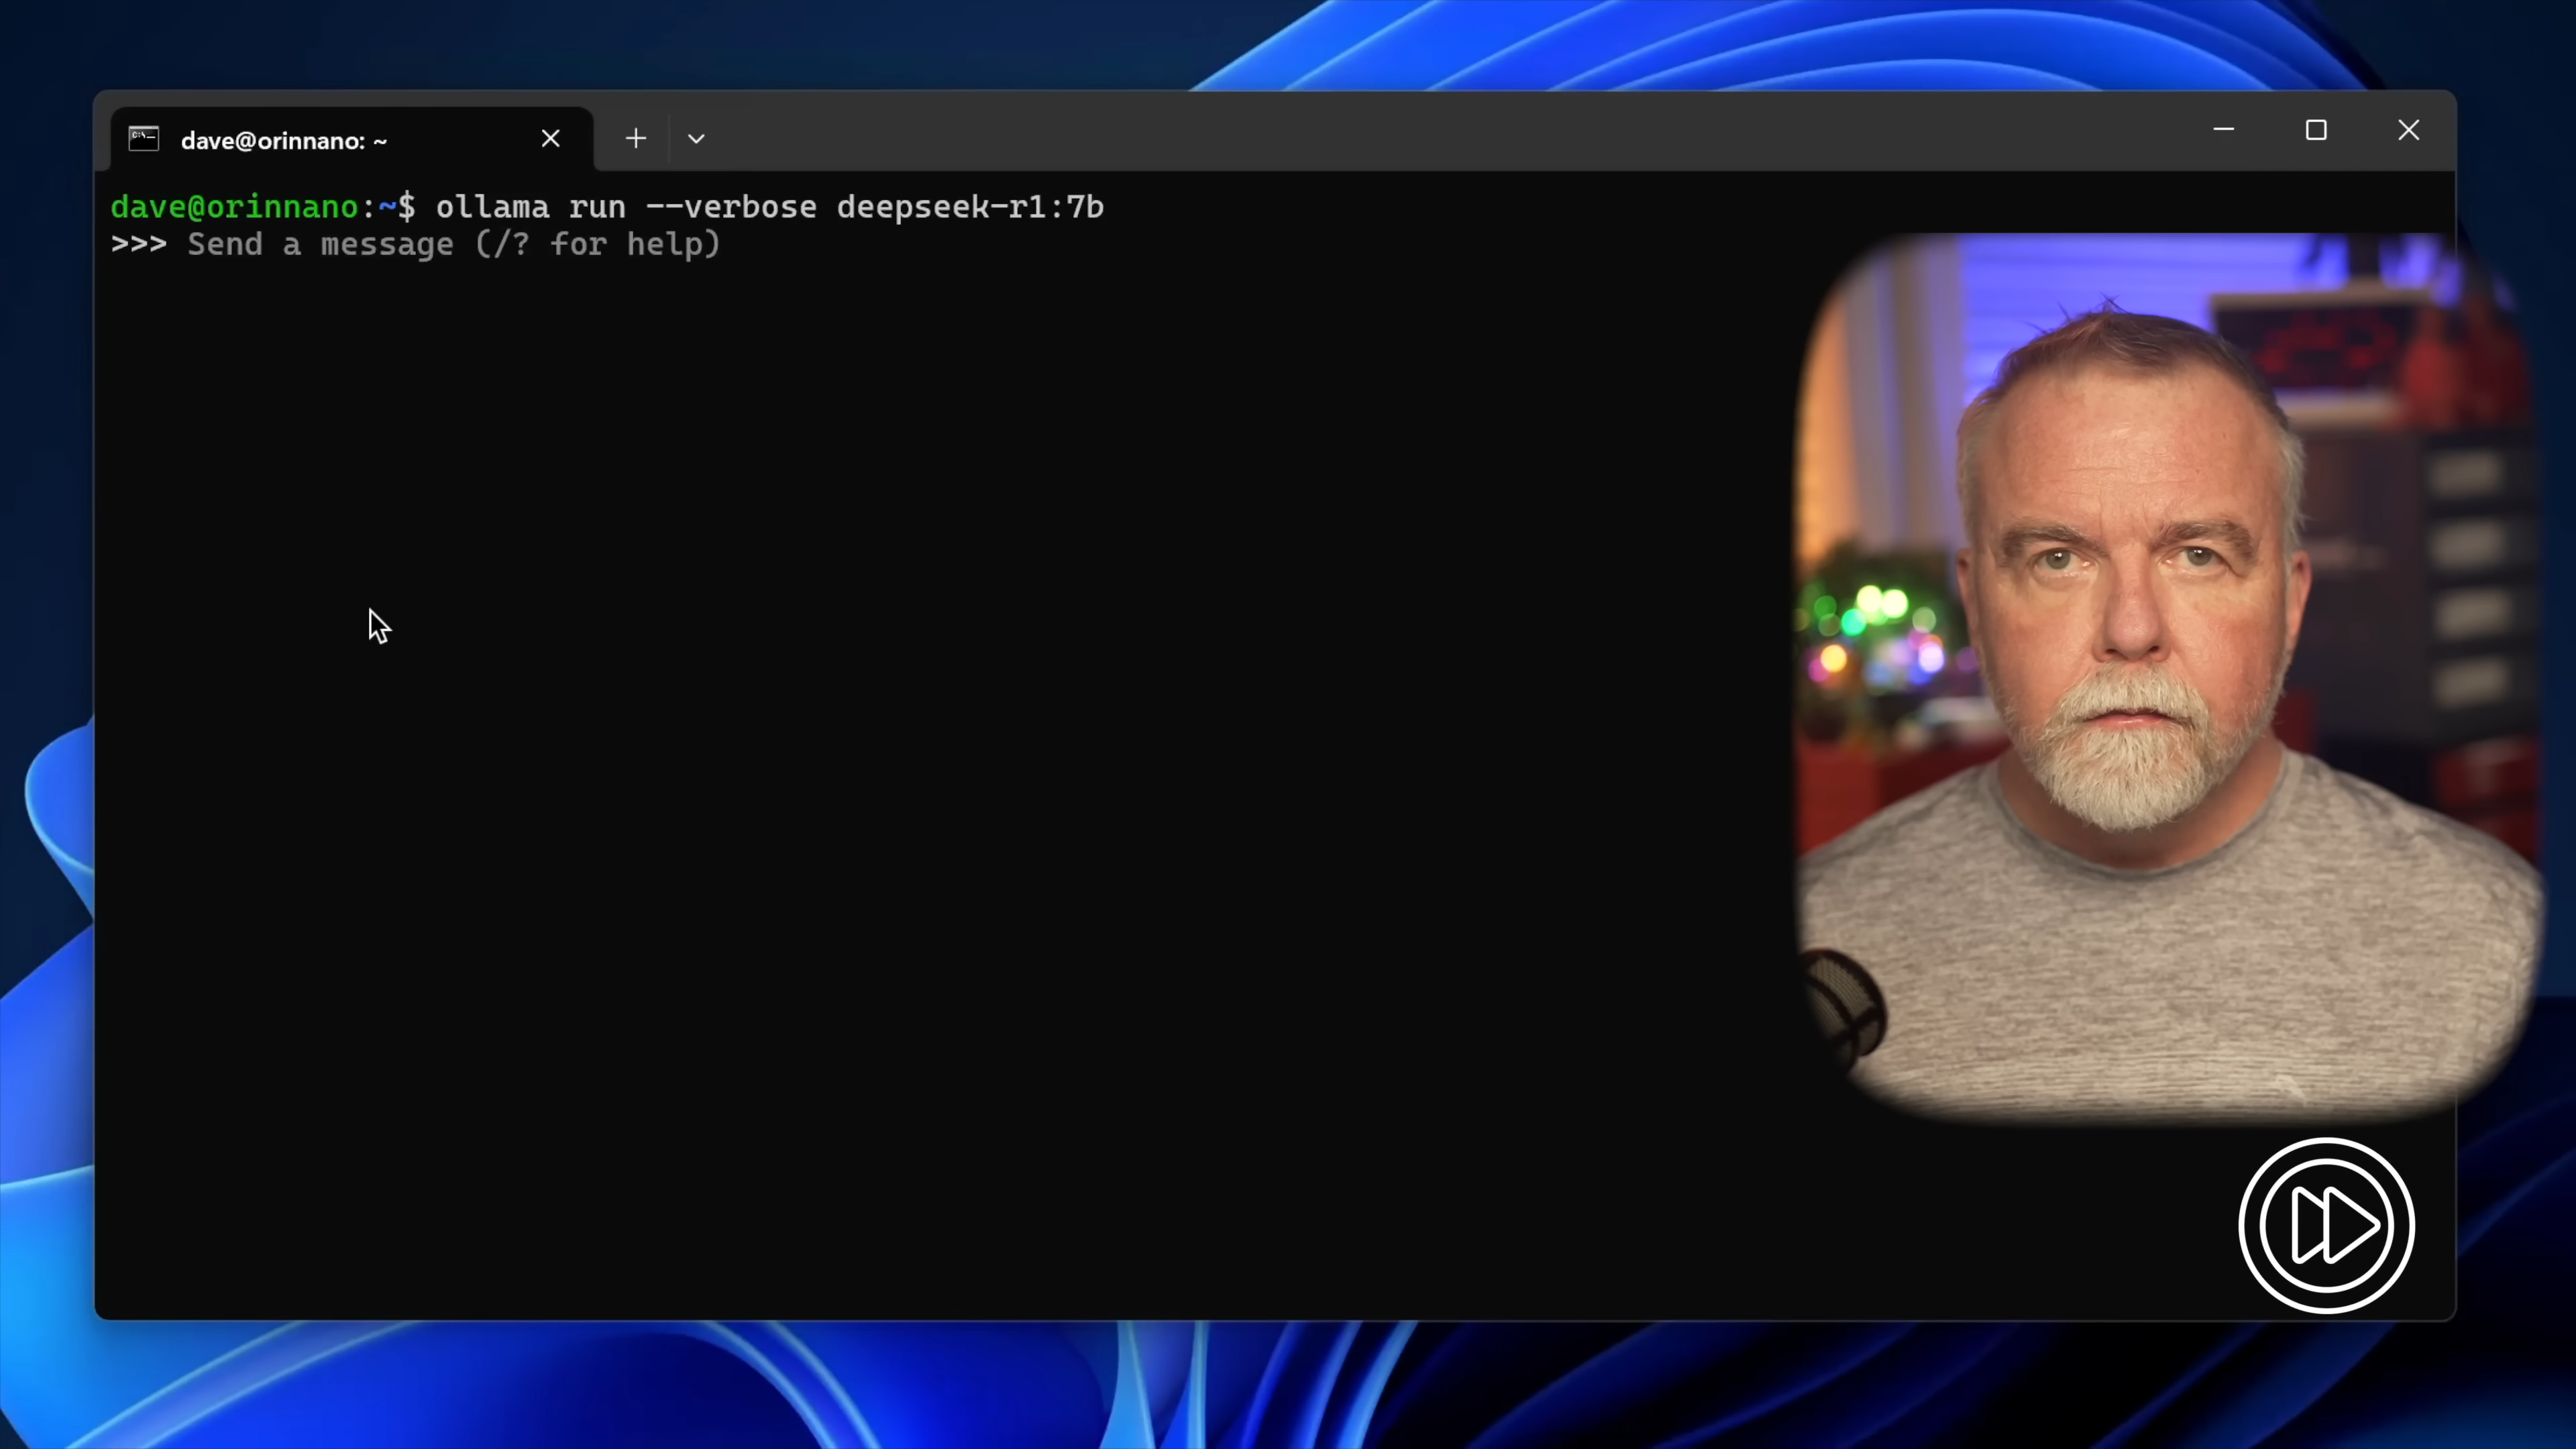 dave@orinnano: ~
dave@orinnano:~$ ollama run --verbose deepseek-r1:7b
>>> Send a message (/? for help)